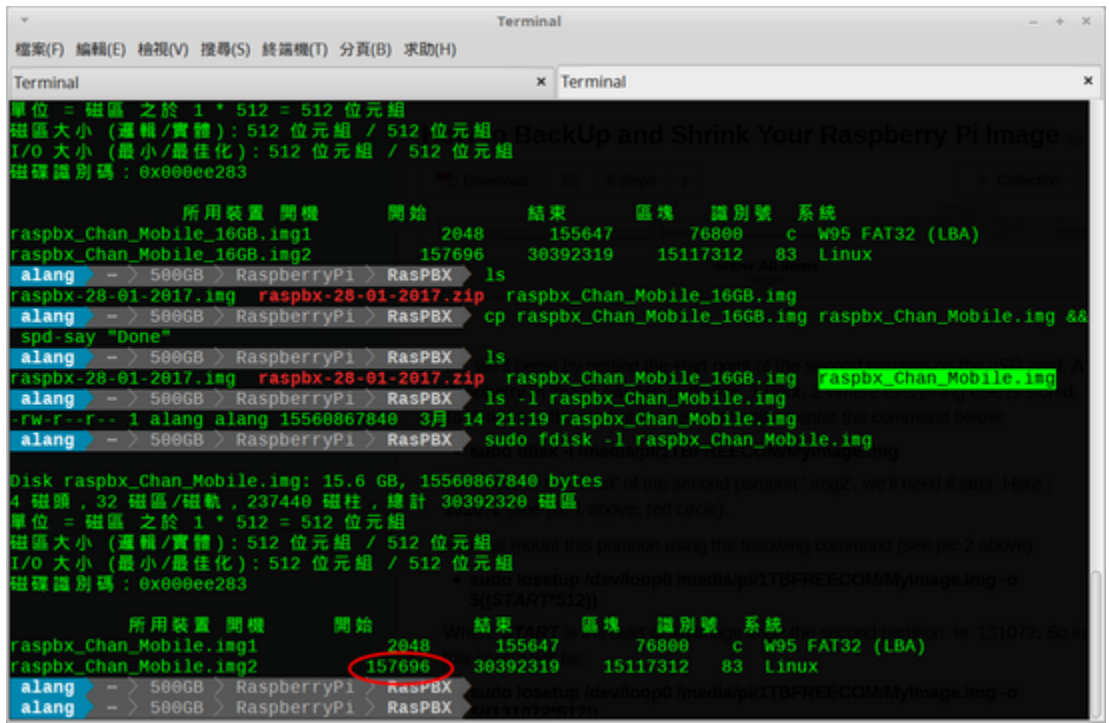 Terminal
檔案(F) 編輯(E) 檢視(V) 搜尋(S) 終端機(T) 分頁(B) 求助(H)
Terminal × Terminal ×
單位 = 磁區 之於 1 * 512 = 512 位元組
磁區大小 (邏輯/實體)：512 位元組 / 512 位元組
I/O 大小 (最小/最佳化)：512 位元組 / 512 位元組
磁碟識別碼：0x000ee283
所用裝置 開機 開始 結束 區塊 識別號 系統
raspbx_Chan_Mobile_16GB.img1 2048 155647 76800 c W95 FAT32 (LBA)
raspbx_Chan_Mobile_16GB.img2 157696 30392319 15117312 83 Linux
alang ~ 500GB RaspberryPi RasPBX ls
raspbx-28-01-2017.img raspbx-28-01-2017.zip raspbx_Chan_Mobile_16GB.img
alang ~ 500GB RaspberryPi RasPBX cp raspbx_Chan_Mobile_16GB.img raspbx_Chan_Mobile.img &&
spd-say "Done"
alang ~ 500GB RaspberryPi RasPBX ls
raspbx-28-01-2017.img raspbx-28-01-2017.zip raspbx_Chan_Mobile_16GB.img raspbx_Chan_Mobile.img
alang ~ 500GB RaspberryPi RasPBX ls -l raspbx_Chan_Mobile.img
-rw-r--r-- 1 alang alang 15560867840 3月 14 21:19 raspbx_Chan_Mobile.img
alang ~ 500GB RaspberryPi RasPBX sudo fdisk -l raspbx_Chan_Mobile.img
Disk raspbx_Chan_Mobile.img: 15.6 GB, 15560867840 bytes
4 磁頭，32 磁區/磁軌，237440 磁柱，總計 30392320 磁區
單位 = 磁區 之於 1 * 512 = 512 位元組
磁區大小 (邏輯/實體)：512 位元組 / 512 位元組
I/O 大小 (最小/最佳化)：512 位元組 / 512 位元組
磁碟識別碼：0x000ee283
所用裝置 開機 開始 結束 區塊 識別號 系統
raspbx_Chan_Mobile.img1 2048 155647 76800 c W95 FAT32 (LBA)
raspbx_Chan_Mobile.img2 157696 30392319 15117312 83 Linux
alang ~ 500GB RaspberryPi RasPBX
alang ~ 500GB RaspberryPi RasPBX